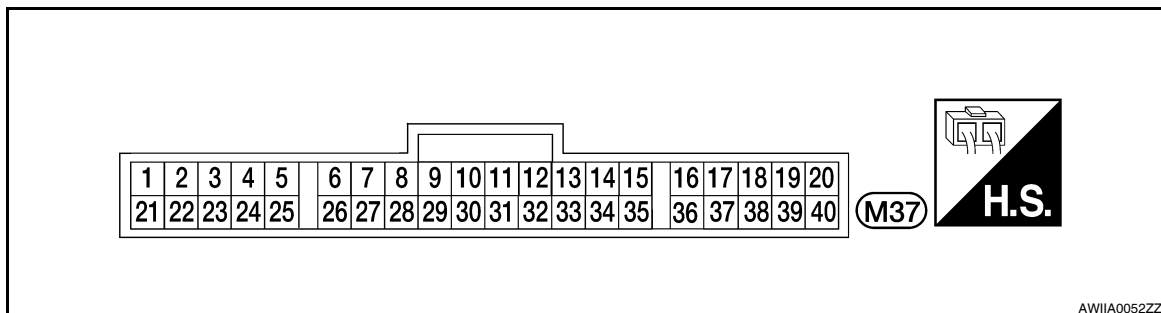 1 2 3 4 5 6 7 8 9 10 11 12 13 14 15 16 17 18 19 20
21 22 23 24 25 26 27 28 29 30 31 32 33 34 35 36 37 38 39 40
M37
H.S.
AWIIA0052ZZ